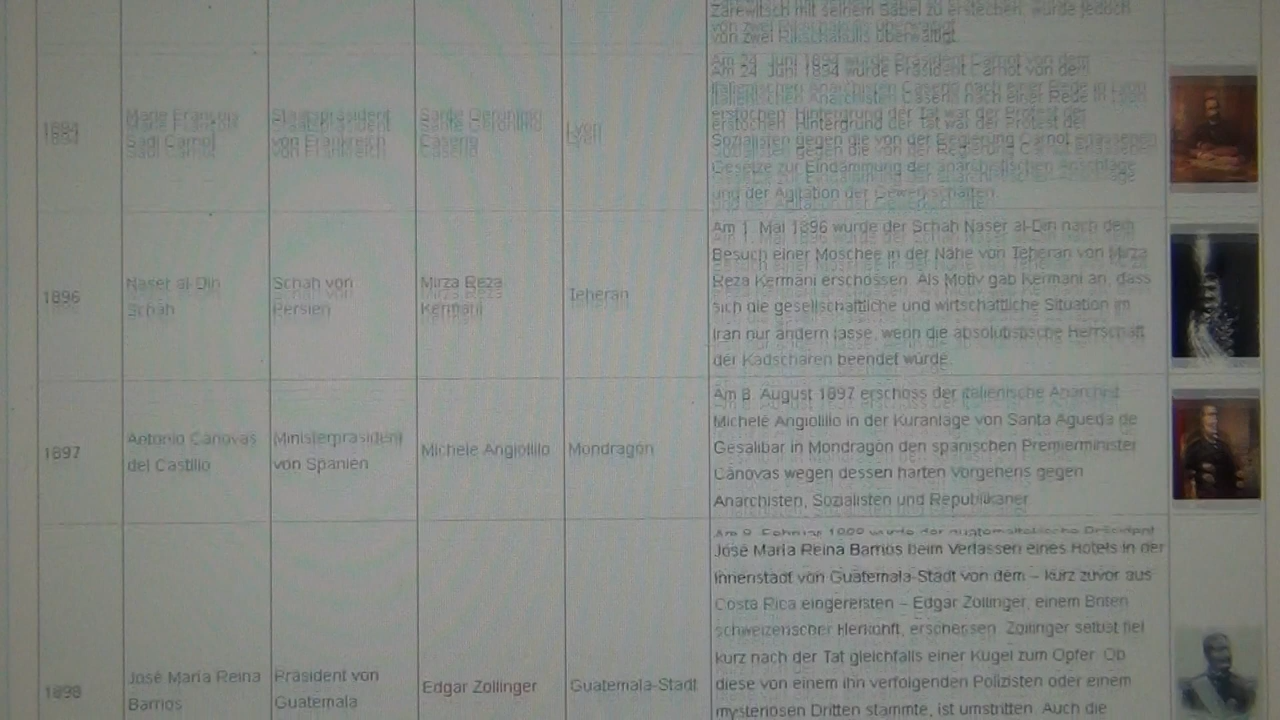 Zarewitsch mit seinem Säbel zu erstechen, wurde jedoch
von zwei Rikschakulis überwältigt.
1894
Marie François
Sadi Carnot
Staatspräsident
von Frankreich
Sante Geronimo
Caserio
Lyon
Am 24. Juni 1894 wurde Präsident Carnot von dem
italienischen Anarchisten Caserio nach einer Rede in Lyon
erstochen. Hintergrund der Tat war der Protest der
Sozialisten gegen die von der Regierung Carnot erlassenen
Gesetze zur Eindämmung der anarchistischen Anschläge
und der Agitation der Gewerkschaften.
1896
Naser al-Din
Schah
Schah von
Persien
Mirza Reza
Kermani
Teheran
Am 1. Mai 1896 wurde der Schah Naser al-Din nach dem
Besuch einer Moschee in der Nähe von Teheran von Mirza
Reza Kermani erschossen. Als Motiv gab Kermani an, dass
sich die gesellschaftliche und wirtschaftliche Situation im
Iran nur ändern lasse, wenn die absolutistische Herrschaft
der Kadscharen beendet würde.
1897
Antonio Cánovas
del Castillo
Ministerpräsident
von Spanien
Michele Angiolillo
Mondragón
Am 8. August 1897 erschoss der italienische Anarchist
Michele Angiolillo in der Kuranlage von Santa Águeda de
Gesalibar in Mondragón den spanischen Premierminister
Cánovas wegen dessen harten Vorgehens gegen
Anarchisten, Sozialisten und Republikaner.
1898
José María Reina
Barrios
Präsident von
Guatemala
Edgar Zollinger
Guatemala-Stadt
Am wurde der guatemaltekische Präsident
José María Reina Barrios beim Verlassen eines Hotels in der
Innenstadt von Guatemala-Stadt von dem – kurz zuvor aus
Costa Rica eingereisten – Edgar Zollinger, einem Briten
schweizerischer Herkunft, erschossen. Zollinger selbst fiel
kurz nach der Tat gleichfalls einer Kugel zum Opfer. Ob
diese von einem ihn verfolgenden Polizisten oder einem
mysteriösen Dritten stammte, ist umstritten. Auch die